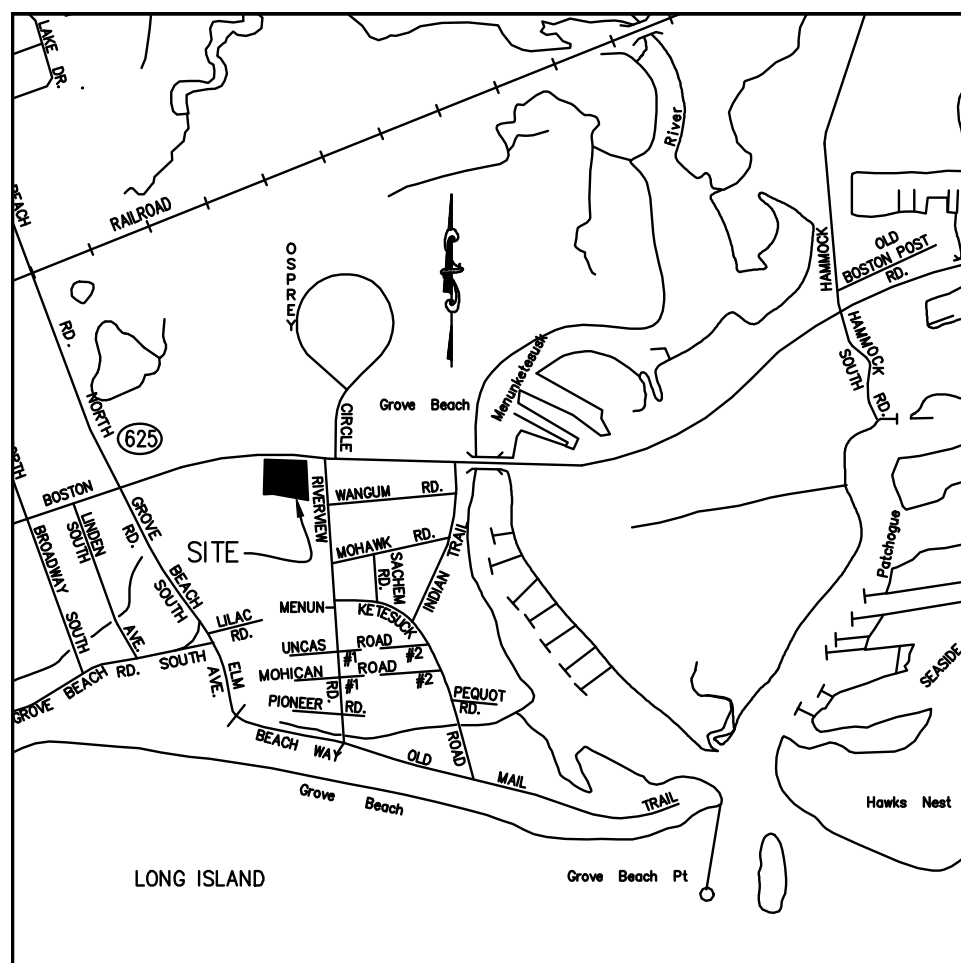 LAKE DR.
River
BEACH
RAILROAD
OSPREY
HAMMOCK
OLD
BOSTON POST
RD.
RD.
HAMMOCK
SOUTH RD.
Menunketesusk
NORTH
Grove Beach
CIRCLE
625
BOSTON
GROVE
RD.
RIVERVIEW
WANGUM RD.
LINDEN
SOUTH
AVE.
BROADWAY
SOUTH
SITE
MOHAWK RD.
INDIAN TRAIL
SACHEM
RD.
Patchogue
BEACH
SOUTH
MENUN-
KETESUCK
LILAC
RD.
UNCAS ROAD
#1 #2
MOHICAN ROAD
#1 #2
RD.
PIONEER RD.
PEQUOT
RD.
SEASIDE
GROVE BEACH RD. SOUTH
ELM
AVE.
BEACH WAY
OLD MAIL TRAIL
ROAD
Grove Beach
Hawks Nest
LONG ISLAND
Grove Beach Pt